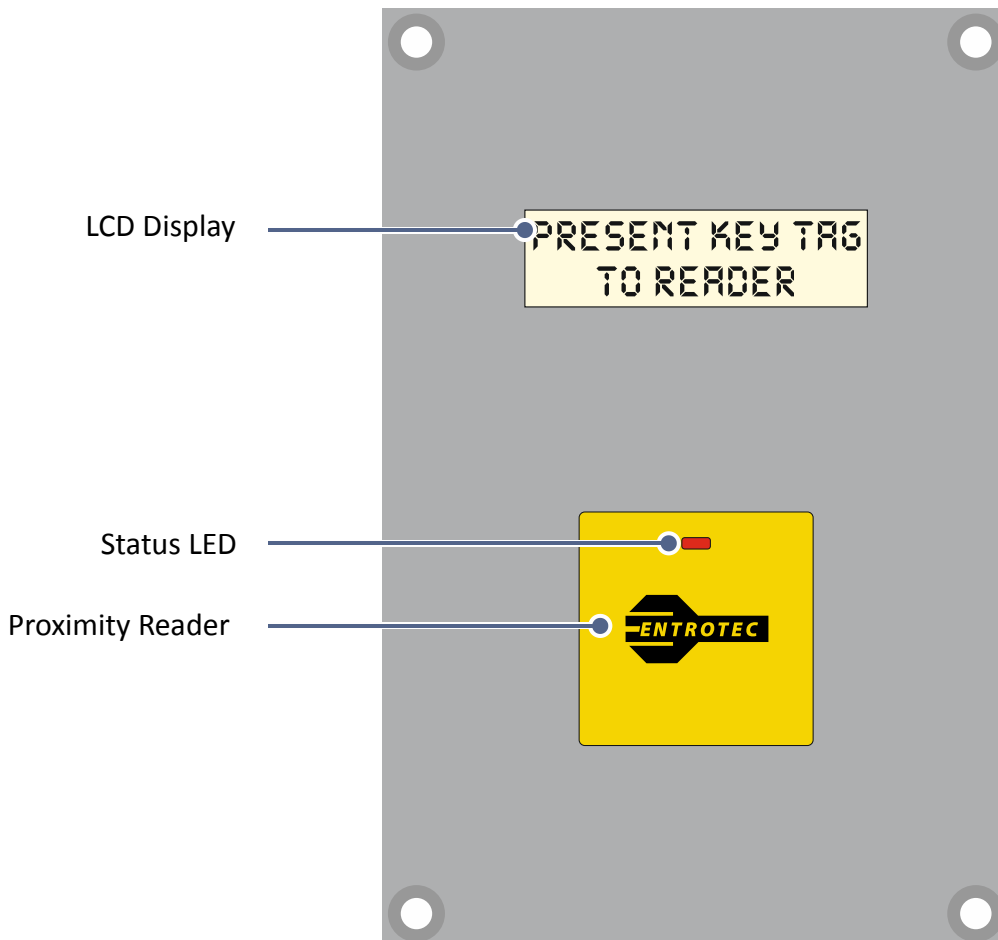 LCD Display
PRESENT KEY TAG
TO READER
Status LED
Proximity Reader
ENTROTEC